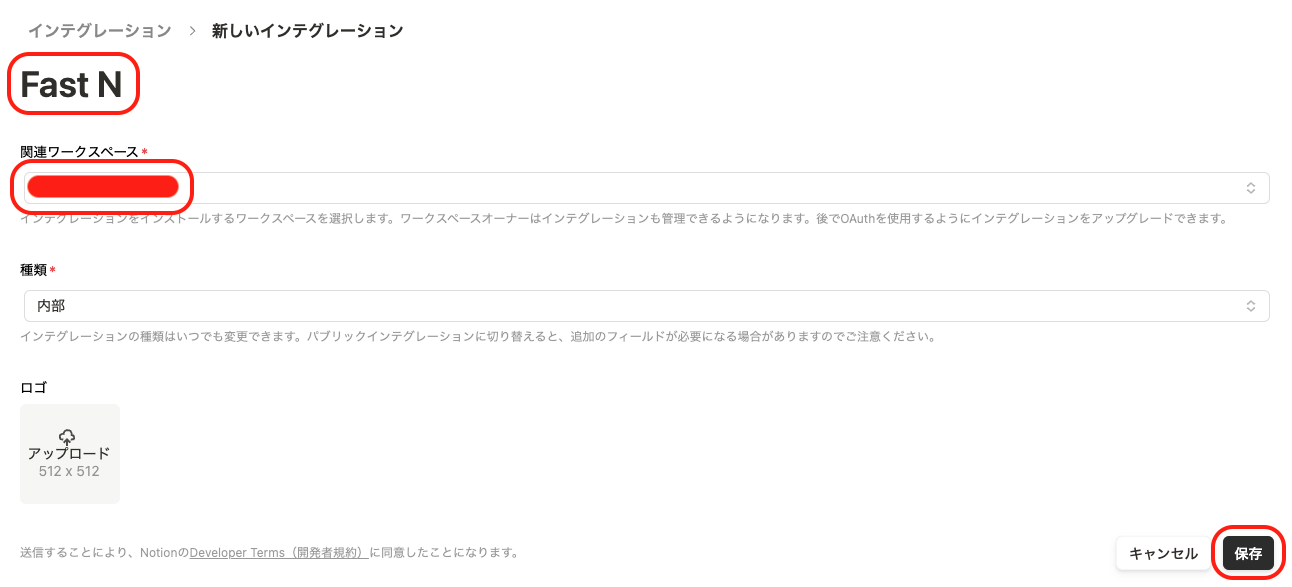 インテグレーション > 新しいインテグレーション
Fast N
関連ワークスペース*
インテグレーションをインストールするワークスペースを選択します。ワークスペースオーナーはインテグレーションも管理できるようになります。後でOAuthを使用するようにインテグレーションをアップグレードできます。
種類*
内部
インテグレーションの種類はいつでも変更できます。パブリックインテグレーションに切り替えると、追加のフィールドが必要になる場合がありますのでご注意ください。
ロゴ
アップロード
512 x 512
送信することにより、NotionのDeveloper Terms（開発者規約）に同意したことになります。
キャンセル
保存